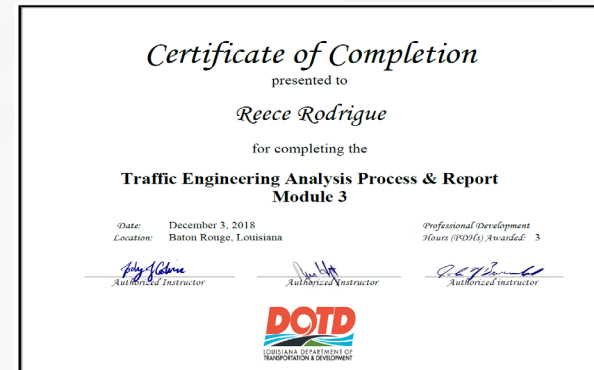 Certificate of Completion
presented to
Reece Rodrigue
for completing the
Traffic Engineering Analysis Process & Report
Module 3
Date: December 3, 2018
Location: Baton Rouge, Louisiana
Professional Development
Hours (PDHs) Awarded: 3
Authorized Instructor
Authorized Instructor
Authorized instructor
DOTD
LOUISIANA DEPARTMENT OF
TRANSPORTATION & DEVELOPMENT